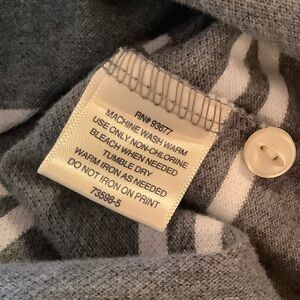 RN# 93677
MACHINE WASH WARM
USE ONLY NON-CHLORINE
BLEACH WHEN NEEDED
TUMBLE DRY
WARM IRON AS NEEDED
DO NOT IRON ON PRINT
73598-5